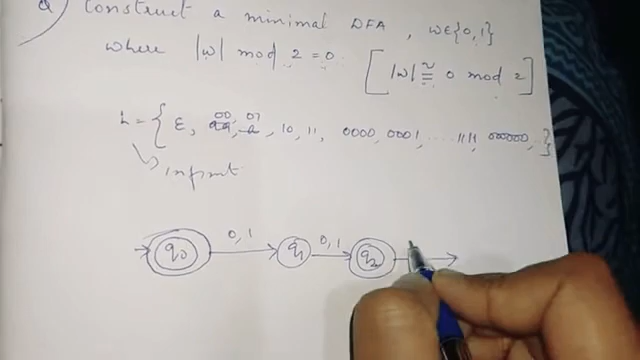 Q Construct a minimal DFA, w∈{0,1}
where |w| mod 2 = 0. [|w| ≅ 0 mod 2]
L = { ε, 00, 01, 10, 11, 0000, 0001, ....1111, 000000, ..}
↳ Infinit
q0 0,1 q1 0,1 q2